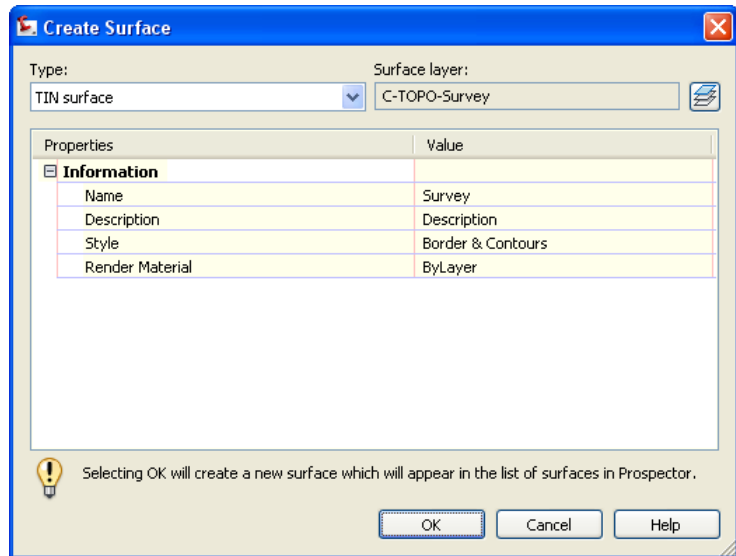 Create Surface
Type:
Surface layer:
TIN surface
C-TOPO-Survey
Properties Value
Information
Name Survey
Description Description
Style Border & Contours
Render Material ByLayer
Selecting OK will create a new surface which will appear in the list of surfaces in Prospector.
OK Cancel Help